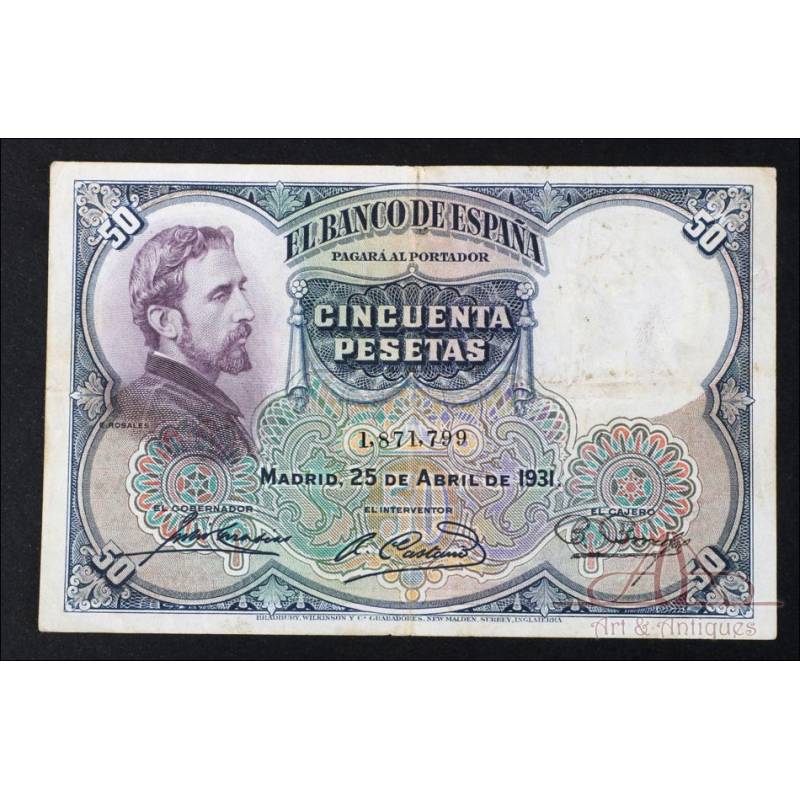 50 50
EL BANCO DE ESPAÑA
PAGARÁ AL PORTADOR
CINCUENTA
PESETAS
E. ROSALES
1,871,799
MADRID, 25 DE ABRIL DE 1931.
EL GOBERNADOR EL INTERVENTOR EL CAJERO
50 50
BRADBURY, WILKINSON Y Cª GRABADORES, NEW MALDEN, SURREY, INGLATERRA
Art & Antiques